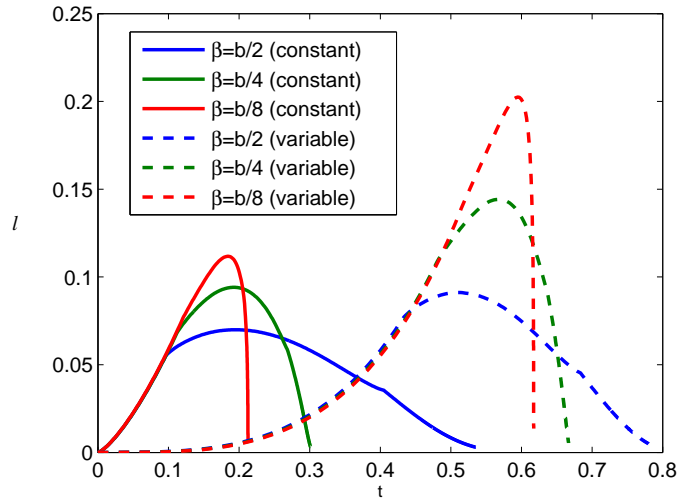 0.25
0.2
0.15
0.1
0.05
0
l
β=b/2 (constant)
β=b/4 (constant)
β=b/8 (constant)
β=b/2 (variable)
β=b/4 (variable)
β=b/8 (variable)
0 0.1 0.2 0.3 0.4 0.5 0.6 0.7 0.8
t